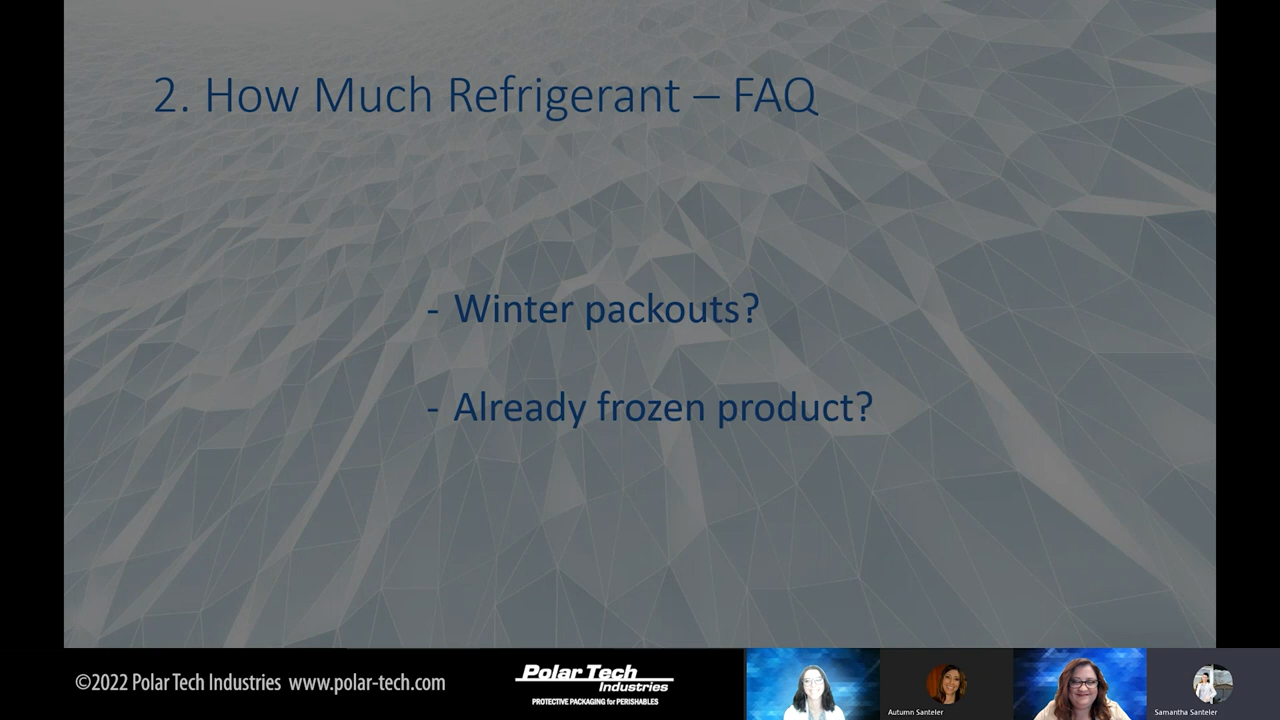 2. How Much Refrigerant – FAQ
- Winter packouts?
- Already frozen product?
©2022 Polar Tech Industries www.polar-tech.com
Polar Tech
Industries
PROTECTIVE PACKAGING for PERISHABLES
Autumn Santeler
Samantha Santeler